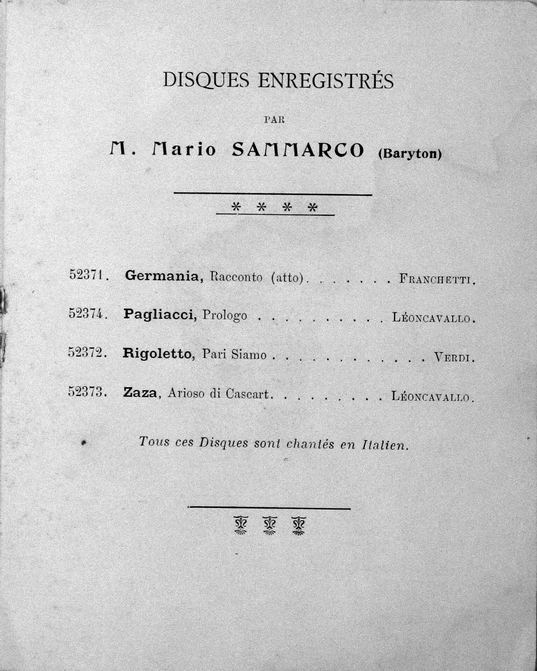 DISQUES ENREGISTRÉS
PAR
M. Mario SAMMARCO (Baryton)
* * * *
52371. Germania, Racconto (atto). . . . . . . FRANCHETTI.
52374. Pagliacci, Prologo . . . . . . . . . . LÉONCAVALLO.
52372. Rigoletto, Pari Siamo . . . . . . . . . . . . VERDI.
52373. Zaza, Arioso di Cascart. . . . . . . . . LÉONCAVALLO.
Tous ces Disques sont chantés en Italien.